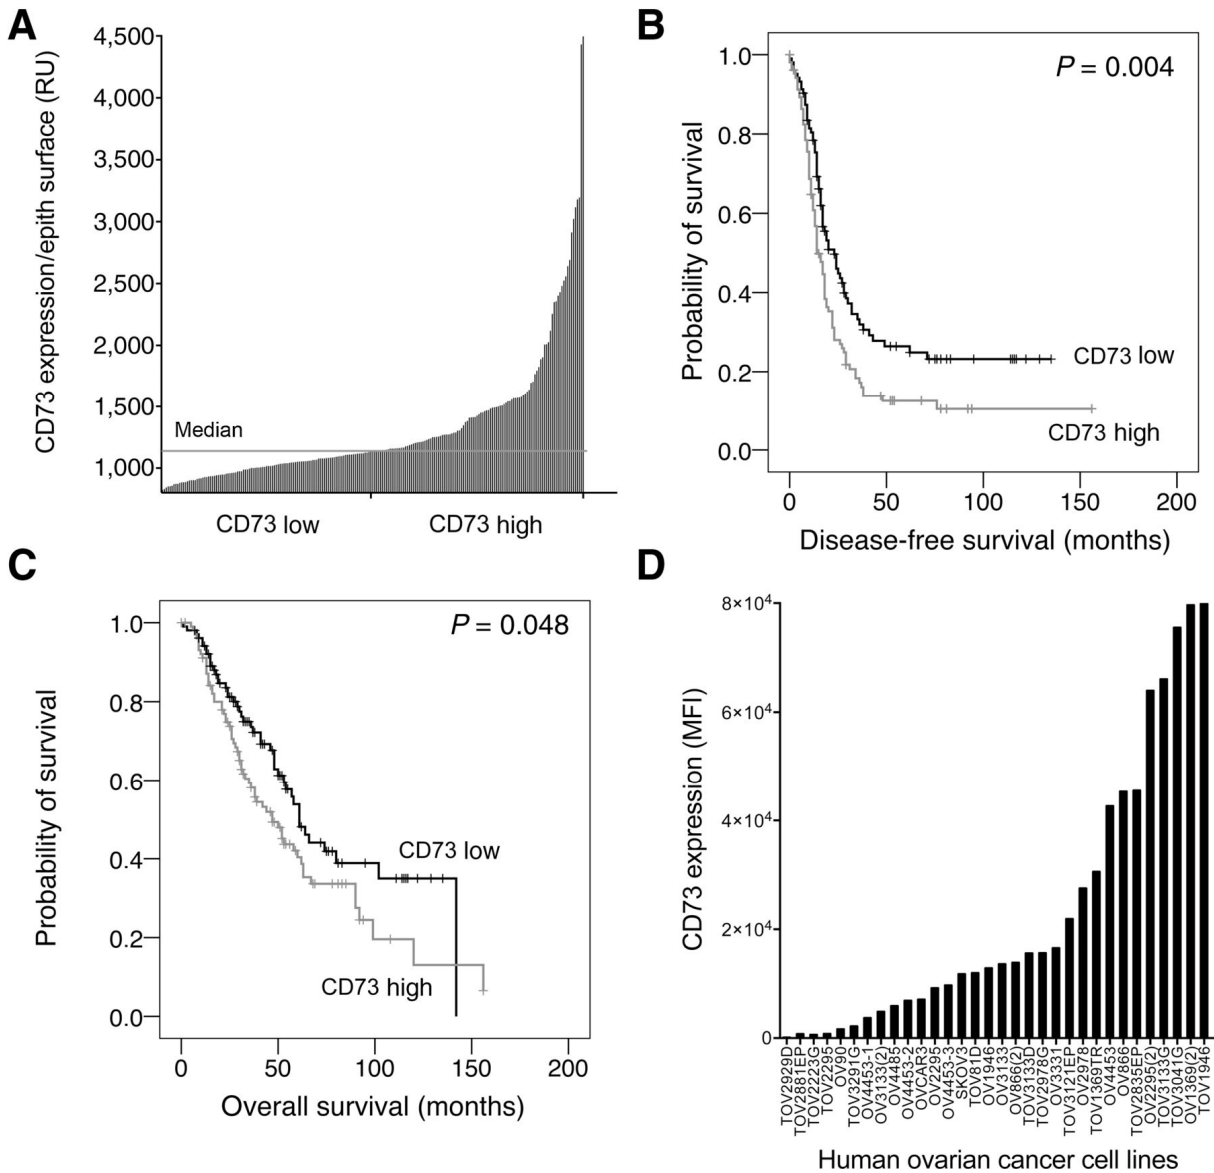 A
CD73 expression/epith surface (RU)
4,500
4,000
3,500
3,000
2,500
2,000
1,500
1,000
Median
CD73 low
CD73 high
B
Probability of survival
1.0
0.8
0.6
0.4
0.2
0.0
P = 0.004
CD73 low
CD73 high
0 50 100 150 200
Disease-free survival (months)
C
Probability of survival
1.0
0.8
0.6
0.4
0.2
0.0
P = 0.048
CD73 low
CD73 high
0 50 100 150 200
Overall survival (months)
D
CD73 expression (MFI)
8×10⁴
6×10⁴
4×10⁴
2×10⁴
0
TOV2929D
TOV2881EP
TOV2223G
TOV2295
OV90
TOV3291G
OV4453-1
OV3133(2)
OV4485
OV4453-2
OVCAR3
OV2295
OV4453-3
SKOV3
TOV81D
OV1946
OV3133
OV866(2)
TOV3133D
TOV2978G
OV3331
TOV3121EP
OV2978
TOV1369TR
OV4453
OV866
TOV2835EP
OV2295(2)
TOV3133G
TOV3041G
OV1369(2)
TOV1946
Human ovarian cancer cell lines